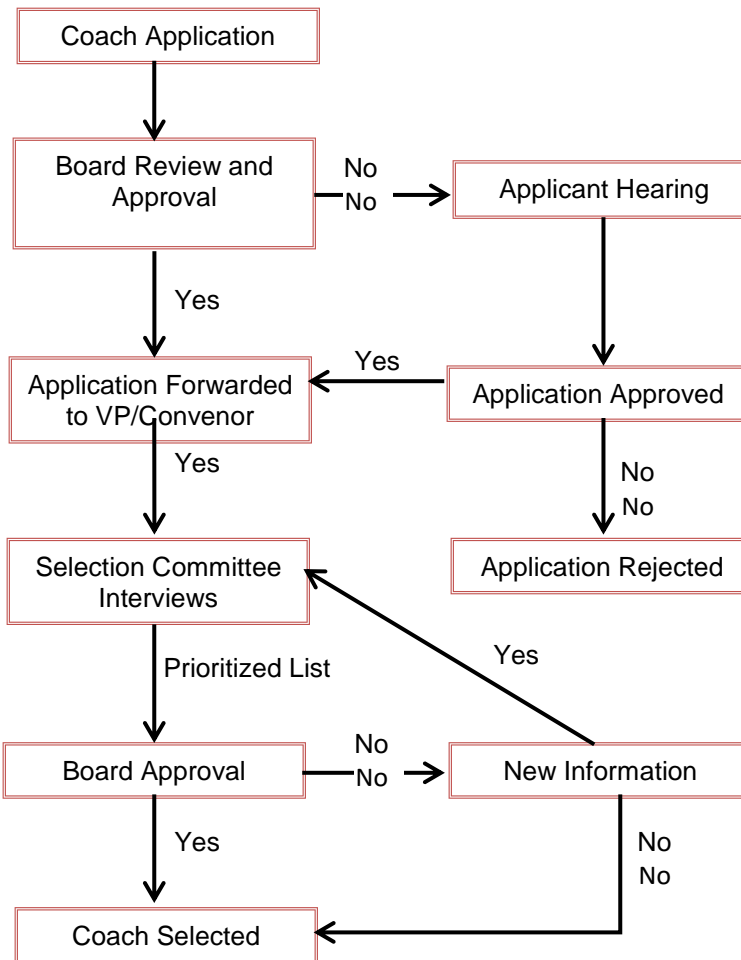 Coach Application
Board Review and
Approval
No
No
Applicant Hearing
Yes
Application Forwarded
to VP/Convenor
Yes
Application Approved
Yes
No
No
Selection Committee
Interviews
Application Rejected
Prioritized List
Yes
Board Approval
No
No
New Information
Yes
No
No
Coach Selected